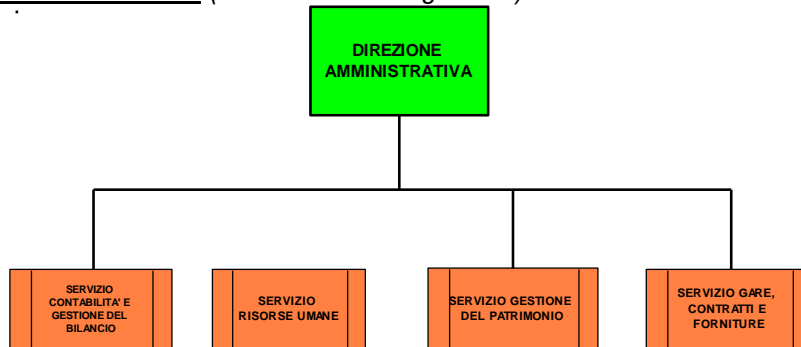 DIREZIONE
AMMINISTRATIVA
SERVIZIO
CONTABILITA' E
GESTIONE DEL
BILANCIO
SERVIZIO
RISORSE UMANE
SERVIZIO GESTIONE
DEL PATRIMONIO
SERVIZIO GARE,
CONTRATTI E
FORNITURE